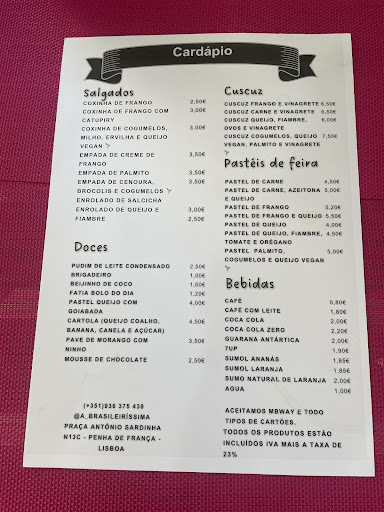 Cardápio
Salgados
COXINHA DE FRANGO 2,50€
COXINHA DE FRANGO COM 3,00€
CATUPIRY
COXINHA DE COGUMELOS, 3,00€
MILHO, ERVILHA E QUEIJO
VEGAN
EMPADA DE CREME DE 3,50€
FRANGO
EMPADA DE PALMITO 3,50€
EMPADA DE CENOURA, 3,50€
BROCOLIS E COGUMELOS
ENROLADO DE SALCICHA
ENROLADO DE QUEIJO E 3,00€
FIAMBRE 2,50€
Doces
PUDIM DE LEITE CONDENSADO 2,50€
BRIGADEIRO 1,00€
BEIJINHO DE COCO 1,00€
FATIA BOLO DO DIA 1,20€
PASTEL QUEIJO COM 4,00€
GOIABADA
CARTOLA (QUEIJO COALHO, 4,50€
BANANA, CANELA E AÇÚCAR)
PAVE DE MORANGO COM 3,50€
NINHO
MOUSSE DE CHOCOLATE 2,50€
(+351)936 375 438
@A_BRASILEIRÍSSIMA
PRAÇA ANTÓNIO SARDINHA
N13C - PENHA DE FRANÇA -
LISBOA
Cuscuz
CUSCUZ FRANGO E VINAGRETE 6,50€
CUSCUZ CARNE E VINAGRETE 6,50€
CUSCUZ QUEIJO, FIAMBRE, 6,00€
OVOS E VINAGRETE
CUSCUZ COGUMELOS, QUEIJO 7,50€
VEGAN, PALMITO E VINAGRETE
Pastéis de feira
PASTEL DE CARNE 4,50€
PASTEL DE CARNE, AZEITONA 5,00€
E QUEIJO
PASTEL DE FRANGO 5,20€
PASTEL DE FRANGO E QUEIJO 5,50€
PASTEL DE QUEIJO 4,00€
PASTEL DE QUEIJO, FIAMBRE, 4,50€
TOMATE E ORÉGANO
PASTEL PALMITO, 5,00€
COGUMELOS E QUEIJO VEGAN
Bebidas
CAFÉ 0,80€
CAFÉ COM LEITE 1,80€
COCA COLA 2,00€
COCA COLA ZERO 2,20€
GUARANA ANTÁRTICA 2,00€
7UP 1,90€
SUMOL ANANÁS 1,85€
SUMOL LARANJA 1,85€
SUMO NATURAL DE LARANJA 2,00€
AGUA 1,00€
ACEITAMOS MBWAY E TODO
TIPOS DE CARTÕES.
TODOS OS PRODUTOS ESTÃO
INCLUÍDOS IVA MAIS A TAXA DE
23%